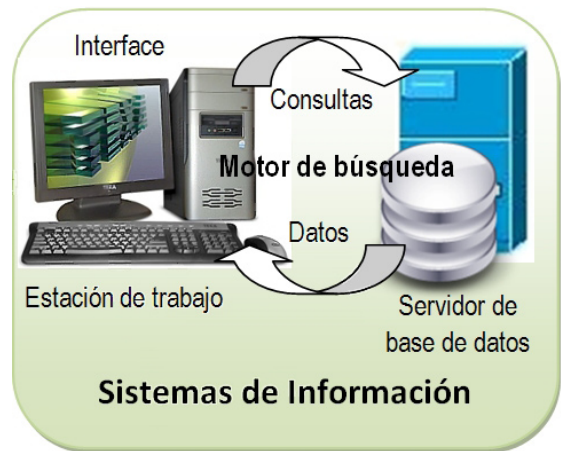 Interface
Consultas
Motor de búsqueda
Datos
Estación de trabajo
Servidor de
base de datos
Sistemas de Información